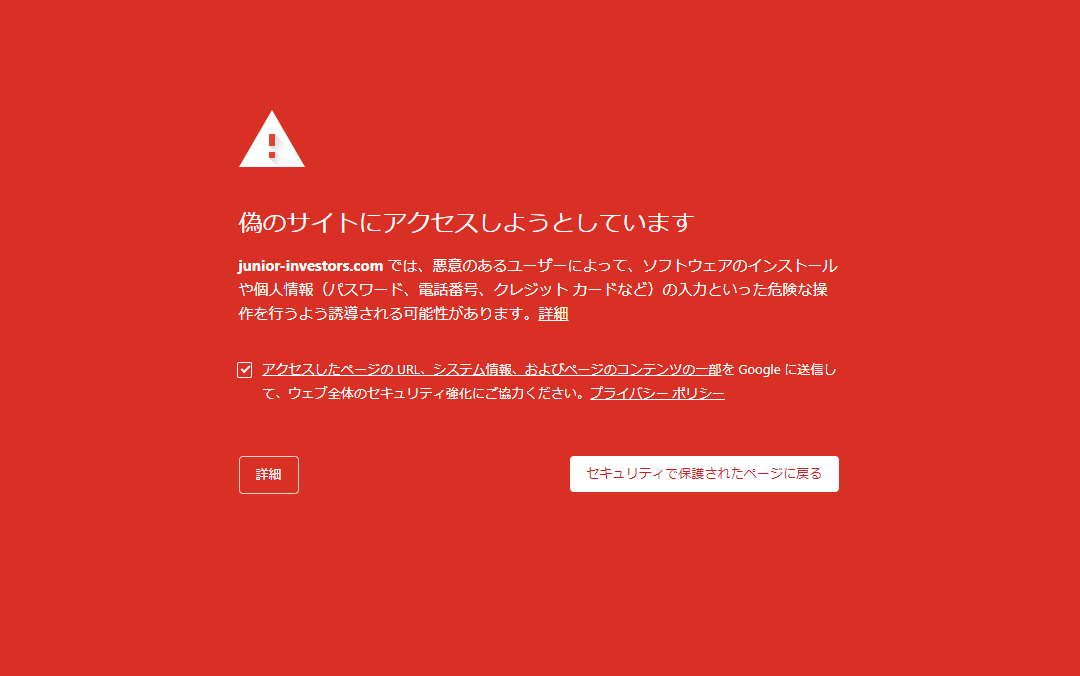 偽のサイトにアクセスしようとしています
junior-investors.com では、悪意のあるユーザーによって、ソフトウェアのインストール
や個人情報（パスワード、電話番号、クレジット カードなど）の入力といった危険な操
作を行うよう誘導される可能性があります。詳細
アクセスしたページの URL、システム情報、およびページのコンテンツの一部を Google に送信し
て、ウェブ全体のセキュリティ強化にご協力ください。プライバシー ポリシー
詳細
セキュリティで保護されたページに戻る